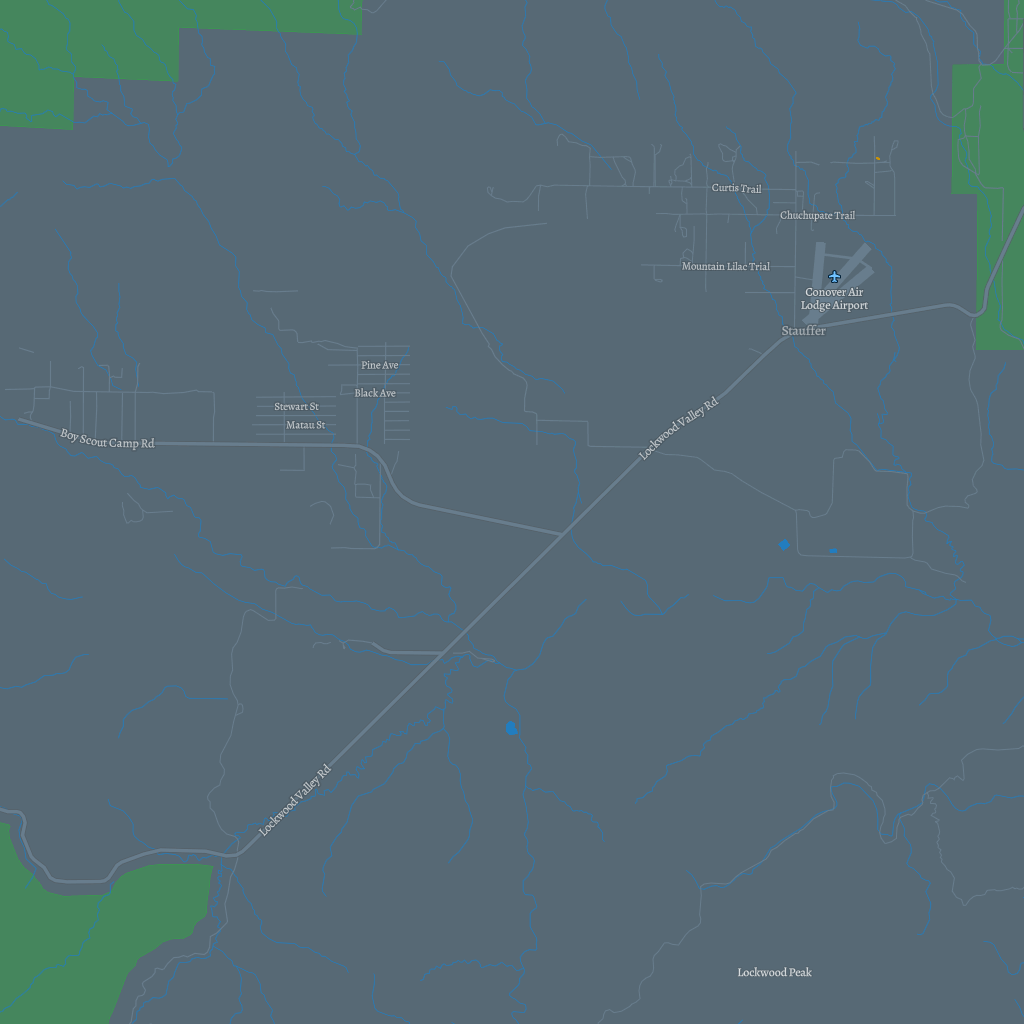 Curtis Trail
Chuchupate Trail
Mountain Lilac Trial
Conover Air
Lodge Airport
Stauffer
Pine Ave
Black Ave
Stewart St
Matau St
Lockwood Valley Rd
Boy Scout Camp Rd
Lockwood Valley Rd
Lockwood Peak